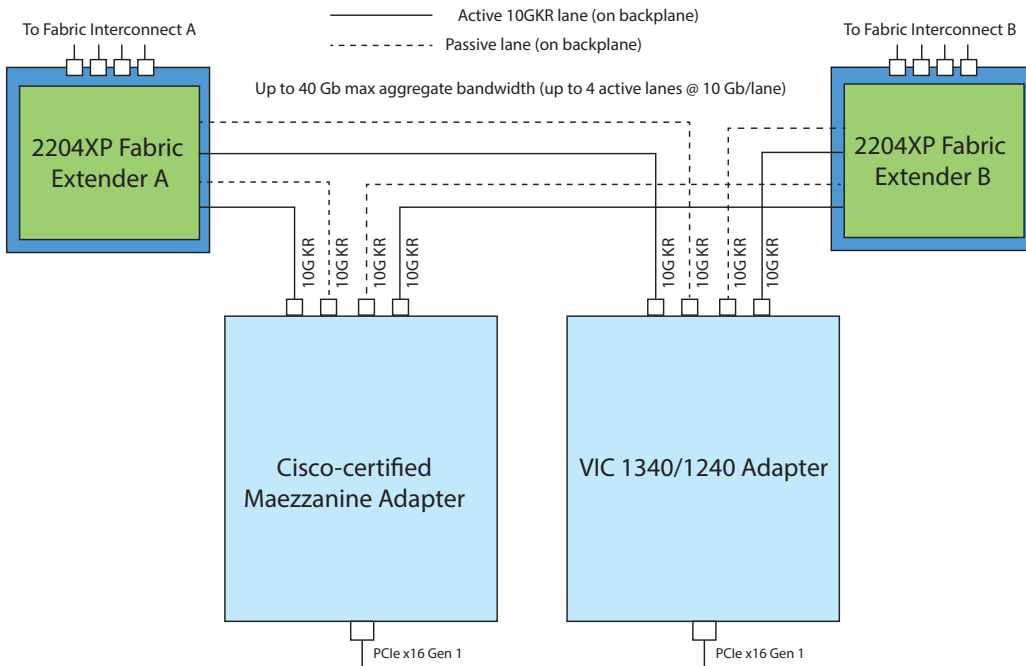 Active 10GKR lane (on backplane)
To Fabric Interconnect A
To Fabric Interconnect B
Passive lane (on backplane)
Up to 40 Gb max aggregate bandwidth (up to 4 active lanes @ 10 Gb/lane)
2204XP Fabric
Extender A
2204XP Fabric
Extender B
10G KR
10G KR
10G KR
10G KR
10G KR
10G KR
10G KR
10G KR
Cisco-certified
Maezzanine Adapter
VIC 1340/1240 Adapter
PCIe x16 Gen 1
PCIe x16 Gen 1